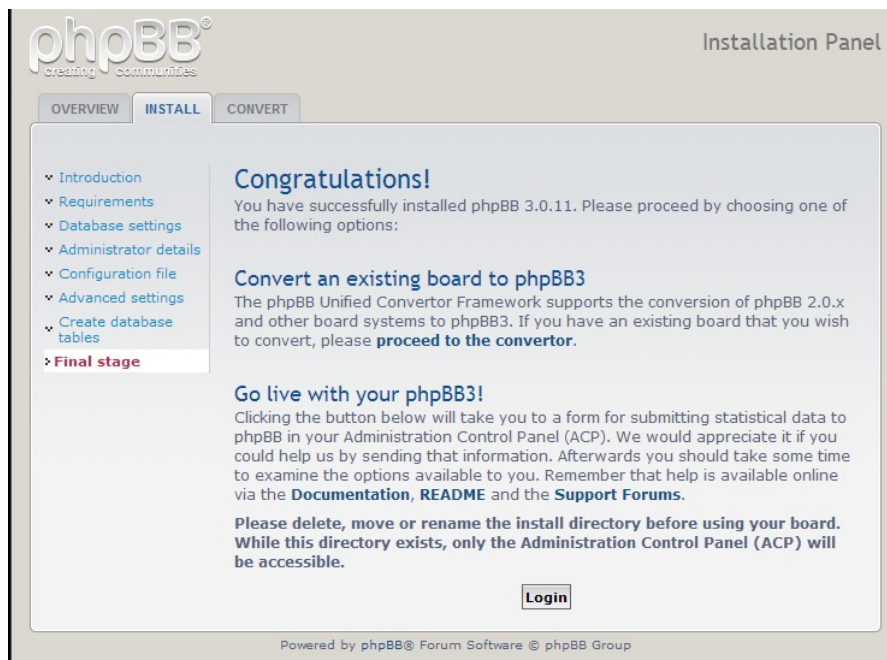 phpBB®
creating communities
Installation Panel
OVERVIEW INSTALL CONVERT
Introduction
Requirements
Database settings
Administrator details
Configuration file
Advanced settings
Create database
tables
Final stage
Congratulations!
You have successfully installed phpBB 3.0.11. Please proceed by choosing one of
the following options:
Convert an existing board to phpBB3
The phpBB Unified Convertor Framework supports the conversion of phpBB 2.0.x
and other board systems to phpBB3. If you have an existing board that you wish
to convert, please proceed to the convertor.
Go live with your phpBB3!
Clicking the button below will take you to a form for submitting statistical data to
phpBB in your Administration Control Panel (ACP). We would appreciate it if you
could help us by sending that information. Afterwards you should take some time
to examine the options available to you. Remember that help is available online
via the Documentation, README and the Support Forums.
Please delete, move or rename the install directory before using your board.
While this directory exists, only the Administration Control Panel (ACP) will
be accessible.
Login
Powered by phpBB® Forum Software © phpBB Group